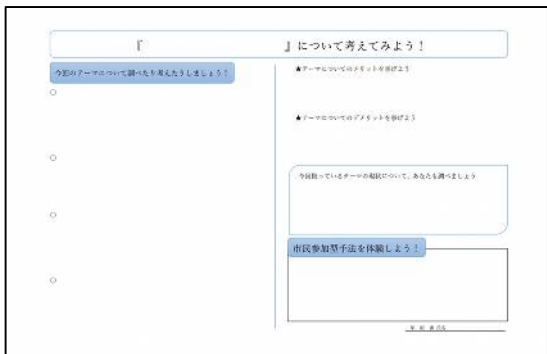 『　　　　　　　　』について考えてみよう！
今回のテーマについて調べたり考えたりしましょう！
○
○
○
○
★テーマについてのメリットを挙げよう
★テーマについてのデメリットを挙げよう
今回扱っているテーマの現状について、あなたも調べましょう
市民参加型手法を体験しよう！